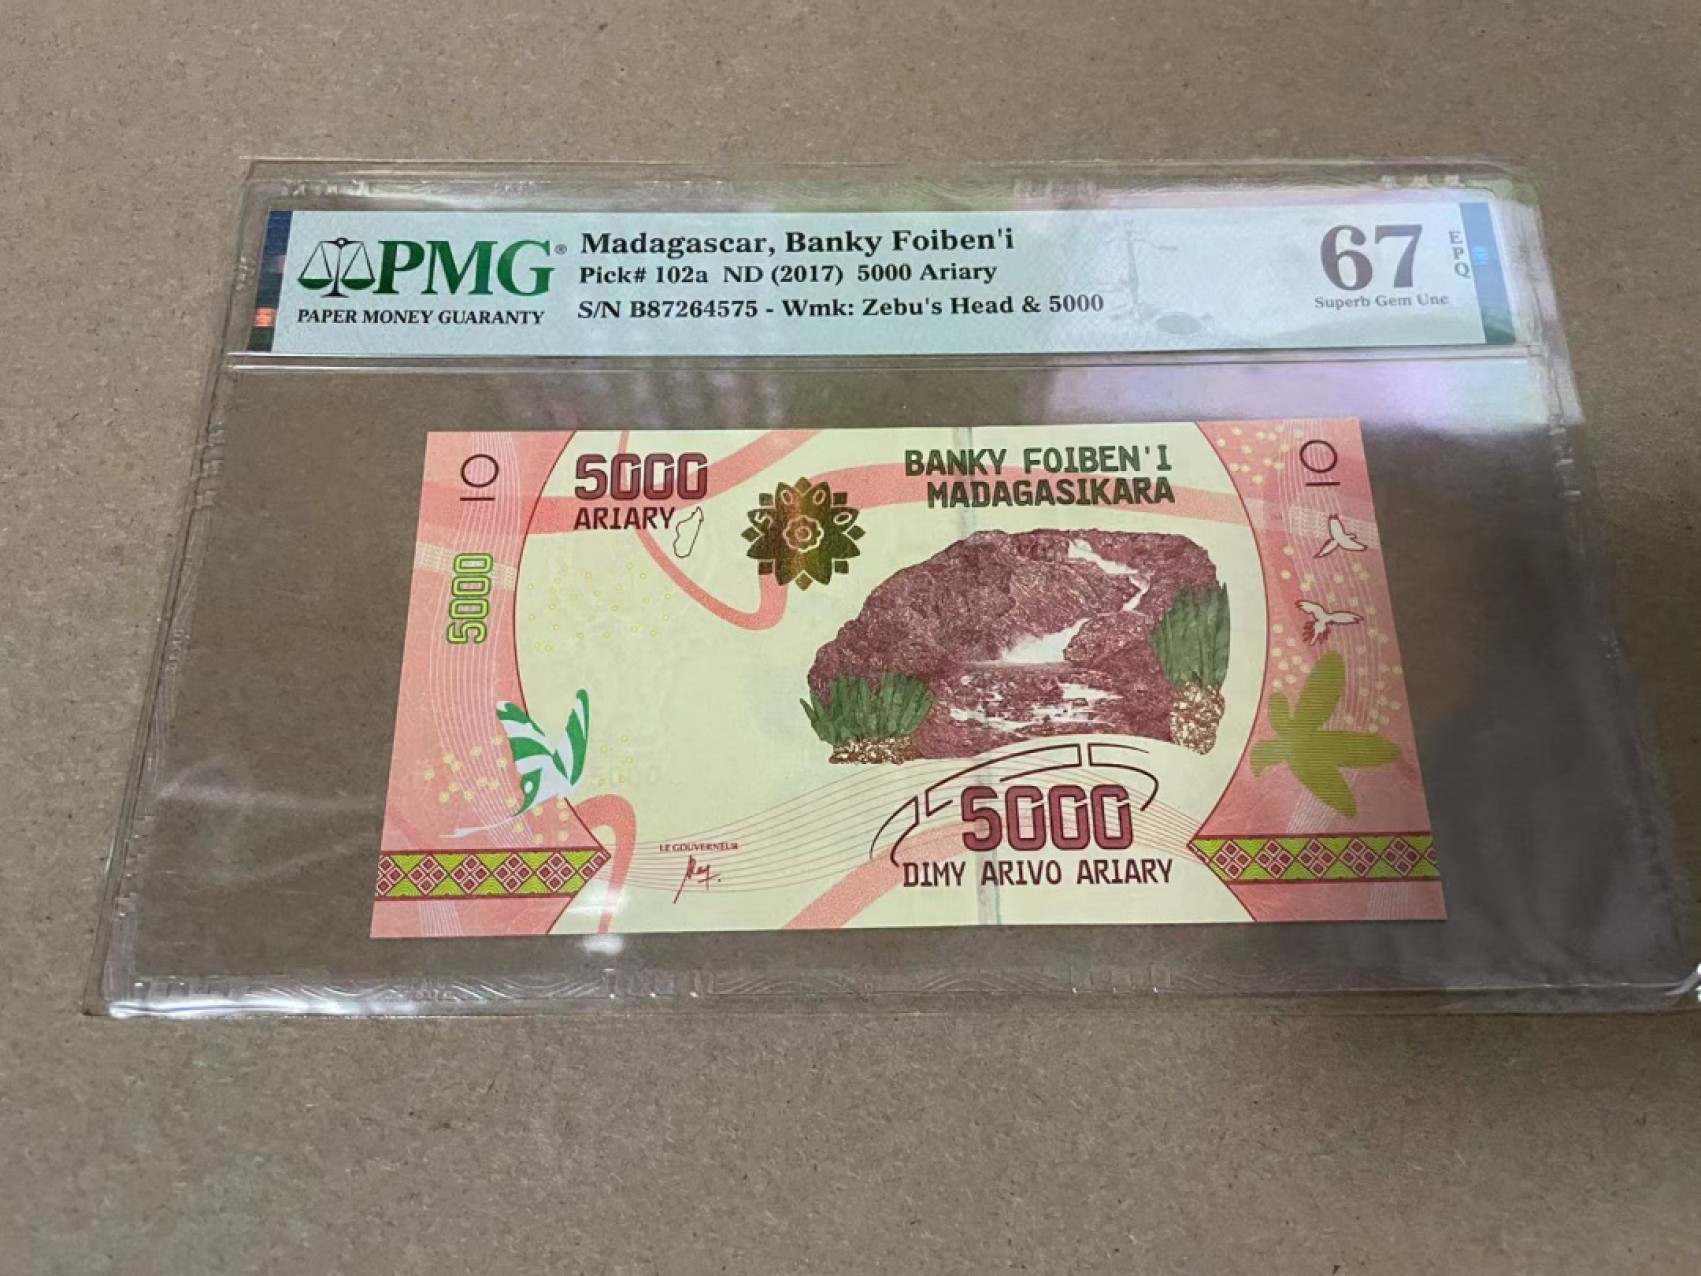 PMG®
PAPER MONEY GUARANTY
Madagascar, Banky Foiben'i
Pick# 102a ND (2017) 5000 Ariary
S/N B87264575 - Wmk: Zebu's Head & 5000
67
EPQ
Superb Gem Unc
5000
ARIARY
BANKY FOIBEN'I
MADAGASIKARA
5000
5000
LE GOUVERNEUR
5000
DIMY ARIVO ARIARY